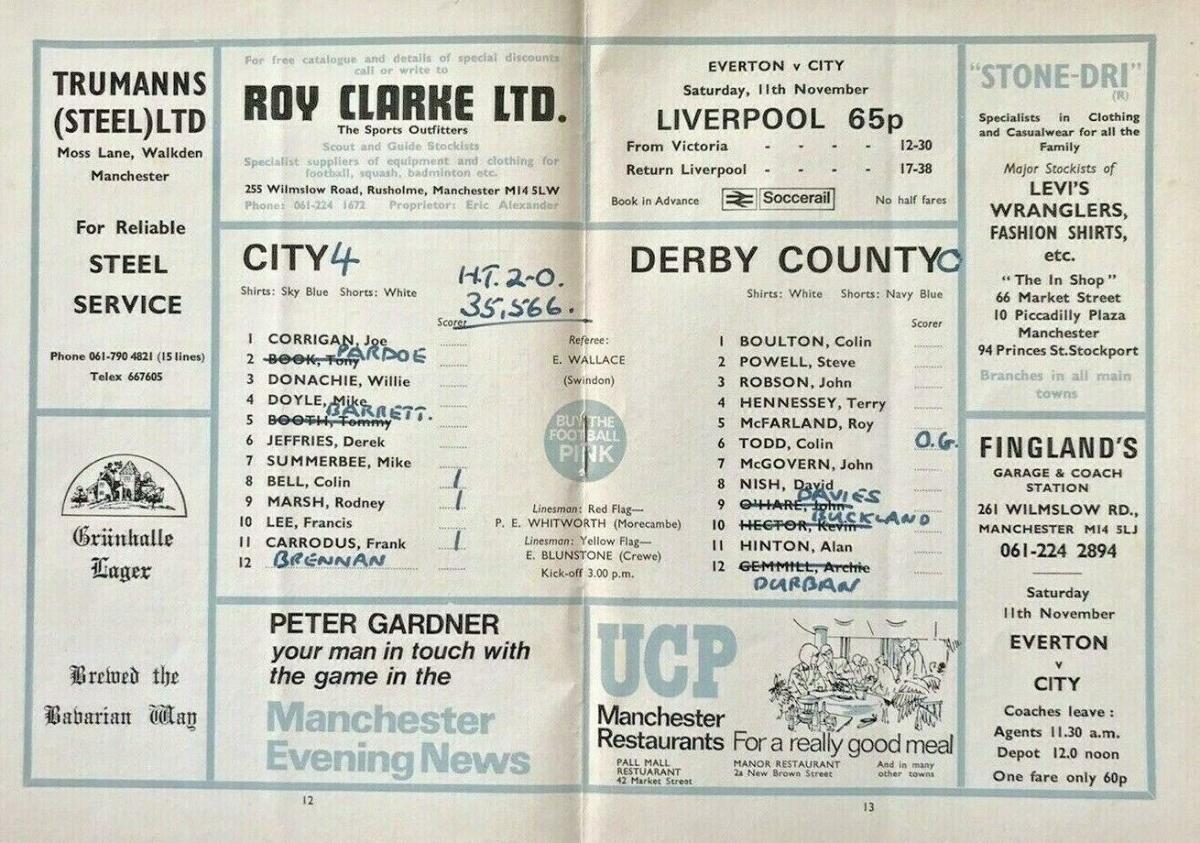 TRUMANNS
(STEEL) LTD
Moss Lane, Walkden
Manchester
For Reliable
STEEL
SERVICE
Phone 061-790 4821 (15 lines)
Telex 667605
Grünhalle
Lager
Brewed the
Bavarian Way
For free catalogue and details of special discounts
call or write to
ROY CLARKE LTD.
The Sports Outfitters
Scout and Guide Stockists
Specialist suppliers of equipment and clothing for
football, squash, badminton etc.
255 Wilmslow Road, Rusholme, Manchester M14 5LW
Phone: 061-224 1672 Proprietor: Eric Alexander
EVERTON v CITY
Saturday, 11th November
LIVERPOOL 65p
From Victoria - - - - 12-30
Return Liverpool - - - - 17-38
Book in Advance Soccerail No half fares
CITY 4
H.T. 2-0.
35,566.
Shirts: Sky Blue Shorts: White
Scorer
1 CORRIGAN, Joe
2 BOOK, Tony PARDOE
3 DONACHIE, Willie
4 DOYLE, Mike
5 BOOTH, Tommy BARRETT.
6 JEFFRIES, Derek
7 SUMMERBEE, Mike
8 BELL, Colin 1
9 MARSH, Rodney 1
10 LEE, Francis
11 CARRODUS, Frank 1
12 BRENNAN
Referee:
E. WALLACE
(Swindon)
BUY THE
FOOTBALL
PINK
Linesman: Red Flag—
P. E. WHITWORTH (Morecambe)
Linesman: Yellow Flag—
E. BLUNSTONE (Crewe)
Kick-off 3.00 p.m.
DERBY COUNTY 0
Shirts: White Shorts: Navy Blue
Scorer
1 BOULTON, Colin
2 POWELL, Steve
3 ROBSON, John
4 HENNESSEY, Terry
5 McFARLAND, Roy
6 TODD, Colin O.G.
7 McGOVERN, John
8 NISH, David
9 O'HARE, John DAVIES
10 HECTOR, Kevin BUCKLAND
11 HINTON, Alan
12 GEMMILL, Archie
DURBAN
PETER GARDNER
your man in touch with
the game in the
Manchester
Evening News
UCP
Manchester
Restaurants For a really good meal
PALL MALL
RESTUARANT
42 Market Street
MANOR RESTAURANT
2a New Brown Street
And in many
other towns
"STONE-DRI"
(R)
Specialists in Clothing
and Casualwear for all the
Family
Major Stockists of
LEVI'S
WRANGLERS,
FASHION SHIRTS,
etc.
"The In Shop"
66 Market Street
10 Piccadilly Plaza
Manchester
94 Princes St. Stockport
Branches in all main
towns
FINGLAND'S
GARAGE & COACH
STATION
261 WILMSLOW RD.,
MANCHESTER M14 5LJ
061-224 2894
Saturday
11th November
EVERTON
v
CITY
Coaches leave :
Agents 11.30 a.m.
Depot 12.0 noon
One fare only 60p
12
13